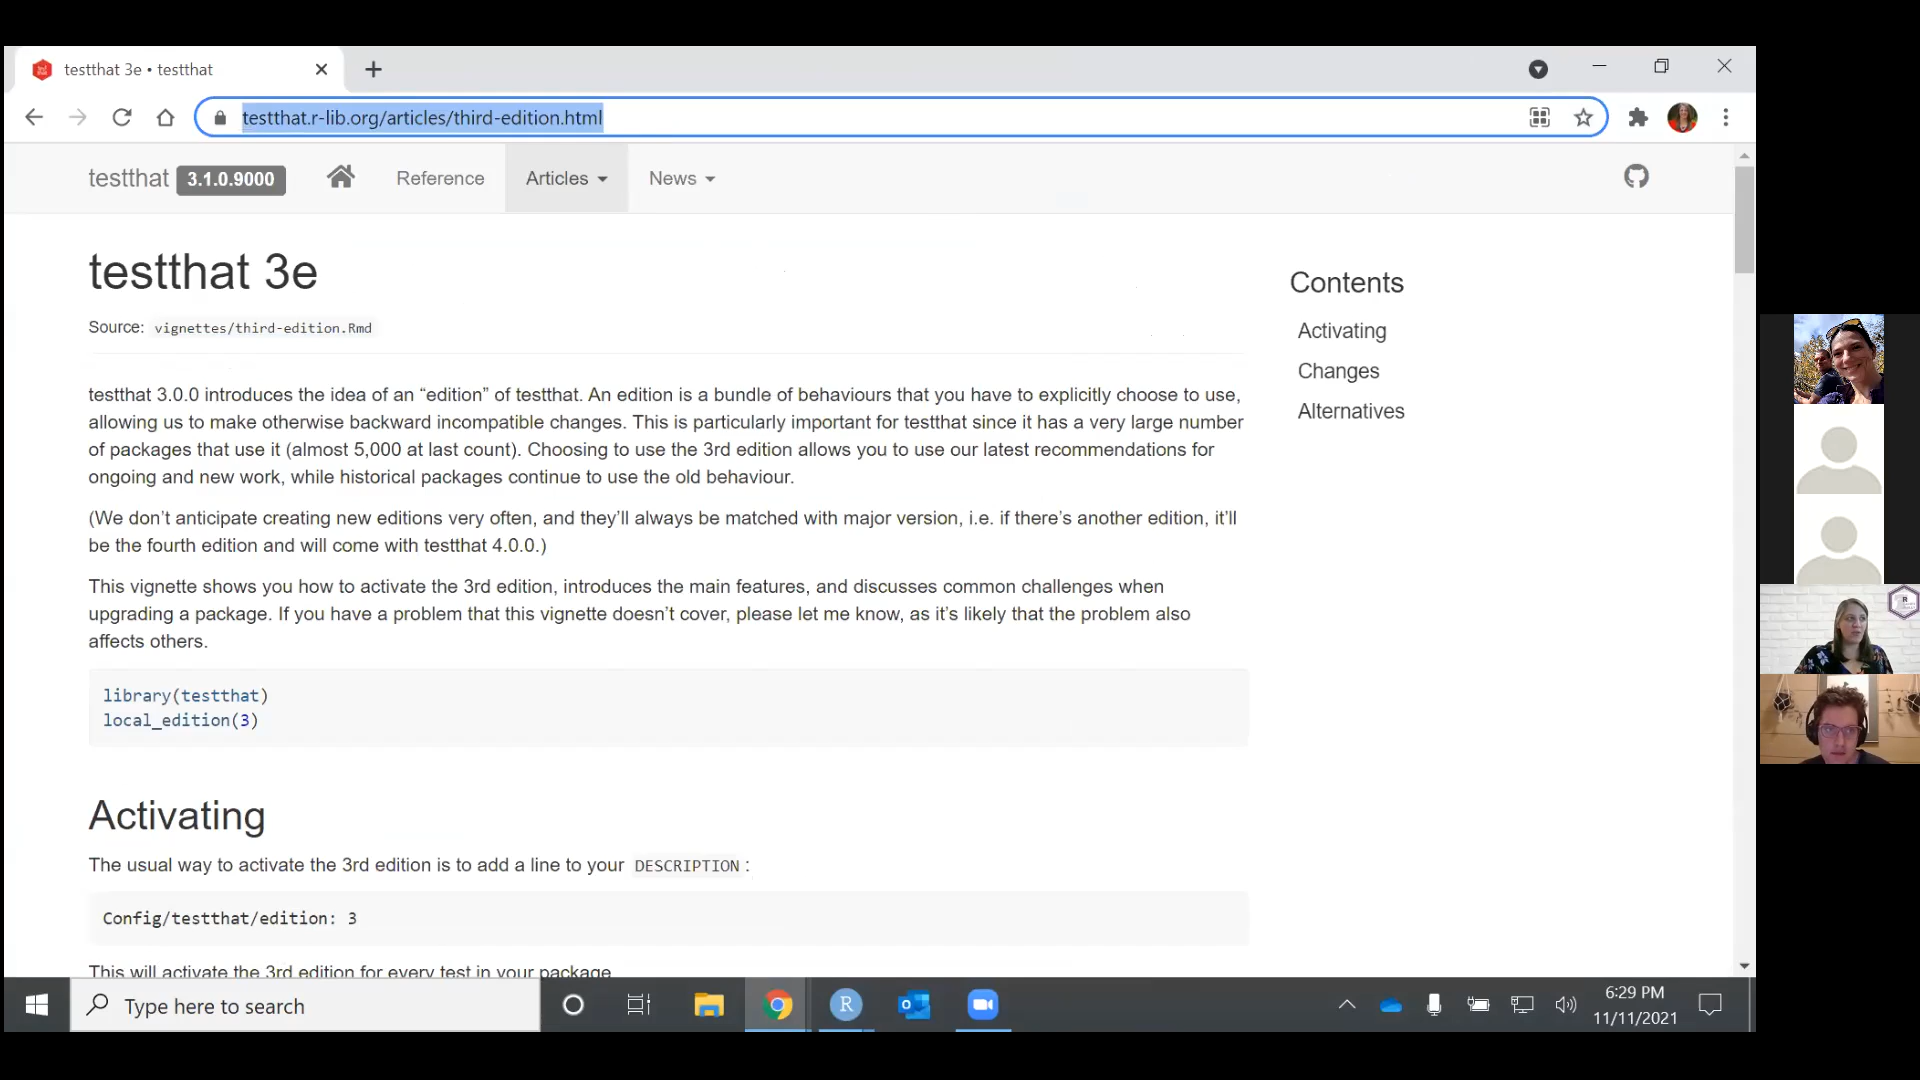 testthat 3e • testthat
testthat.r-lib.org/articles/third-edition.html
testthat 3.1.0.9000 Reference Articles News
testthat 3e
Source: vignettes/third-edition.Rmd
testthat 3.0.0 introduces the idea of an “edition” of testthat. An edition is a bundle of behaviours that you have to explicitly choose to use,
allowing us to make otherwise backward incompatible changes. This is particularly important for testthat since it has a very large number
of packages that use it (almost 5,000 at last count). Choosing to use the 3rd edition allows you to use our latest recommendations for
ongoing and new work, while historical packages continue to use the old behaviour.
(We don’t anticipate creating new editions very often, and they’ll always be matched with major version, i.e. if there’s another edition, it’ll
be the fourth edition and will come with testthat 4.0.0.)
This vignette shows you how to activate the 3rd edition, introduces the main features, and discusses common challenges when
upgrading a package. If you have a problem that this vignette doesn’t cover, please let me know, as it’s likely that the problem also
affects others.
library(testthat)
local_edition(3)
Activating
The usual way to activate the 3rd edition is to add a line to your DESCRIPTION:
Config/testthat/edition: 3
This will activate the 3rd edition for every test in your package
Contents
Activating
Changes
Alternatives
Type here to search
6:29 PM
11/11/2021